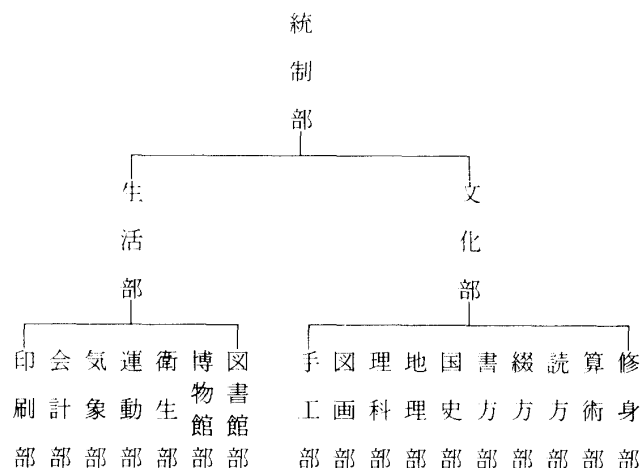 統制部
文化部
生活部
修身部
算術部
読方部
綴方部
書方部
国史部
地理部
理科部
図画部
手工部
図書館部
博物館部
衛生部
運動部
気象部
会計部
印刷部